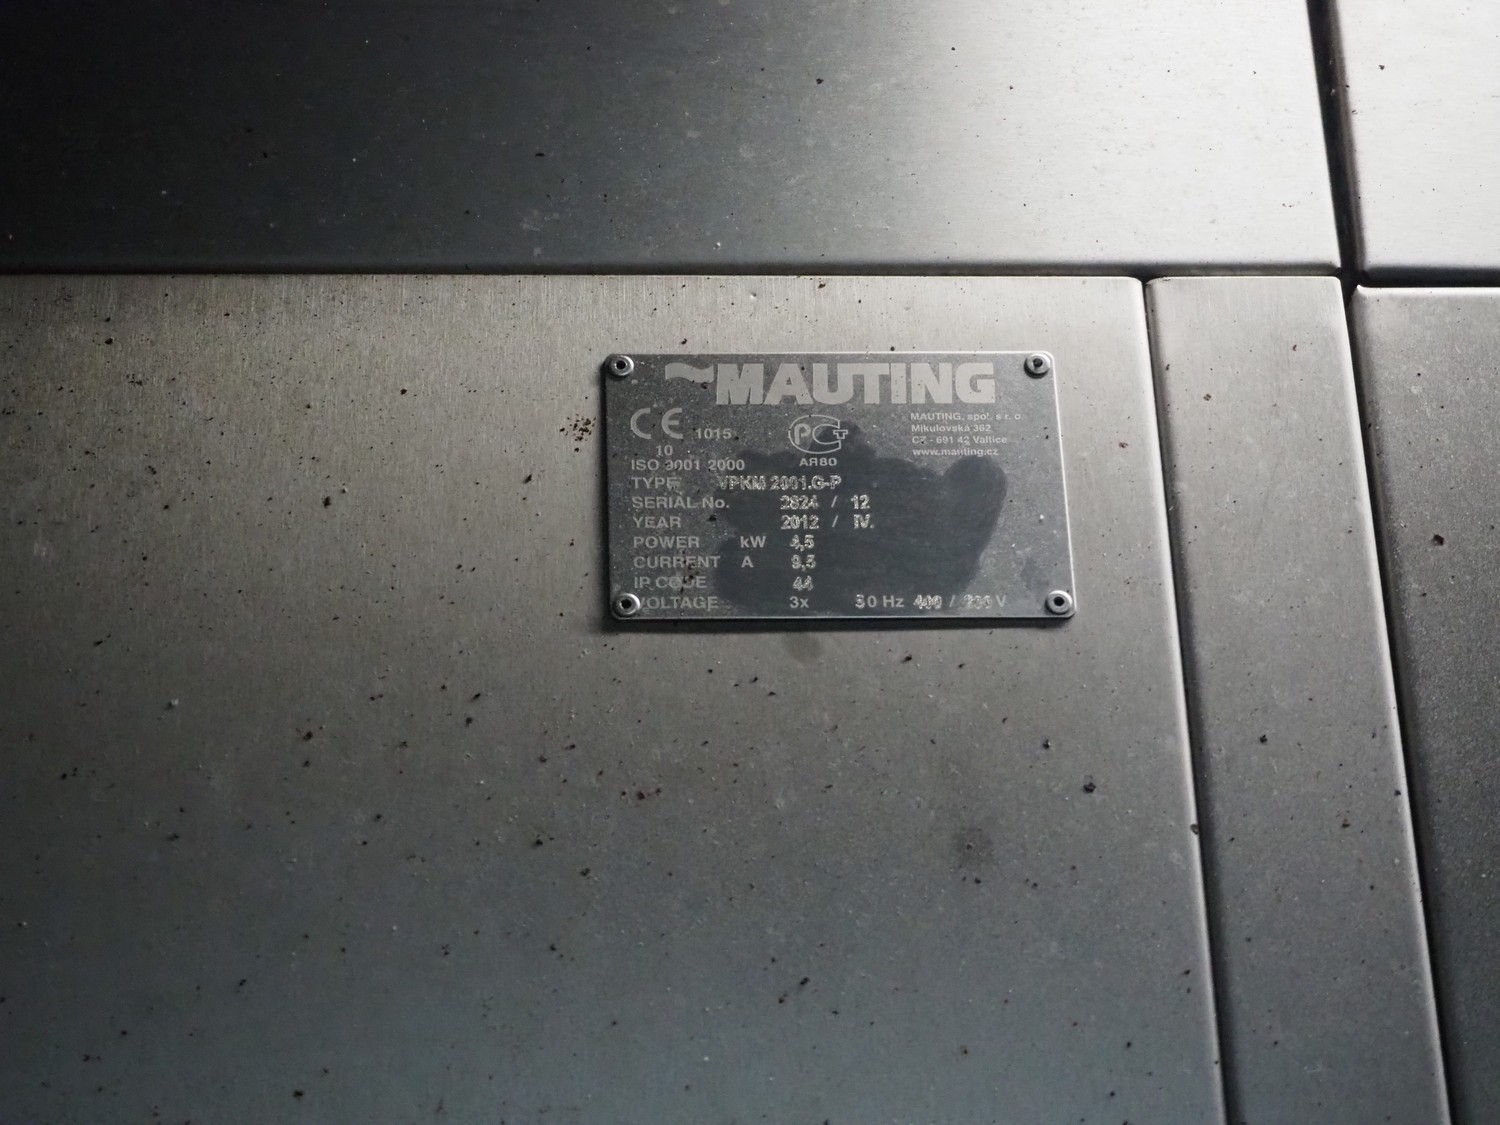 MAUTING
CE 1015
10
PCT
AR80
MAUTING, spol. s r. o.
Mikulovská 362
CZ - 691 42 Valtice
www.mauting.cz
ISO 9001 2000
TYPE VPKM 2001.G-P
SERIAL No. 2824 / 12
YEAR 2012 / IV.
POWER kW 4,5
CURRENT A 9,5
IP CODE 44
VOLTAGE 3x 50 Hz 400 / 230 V